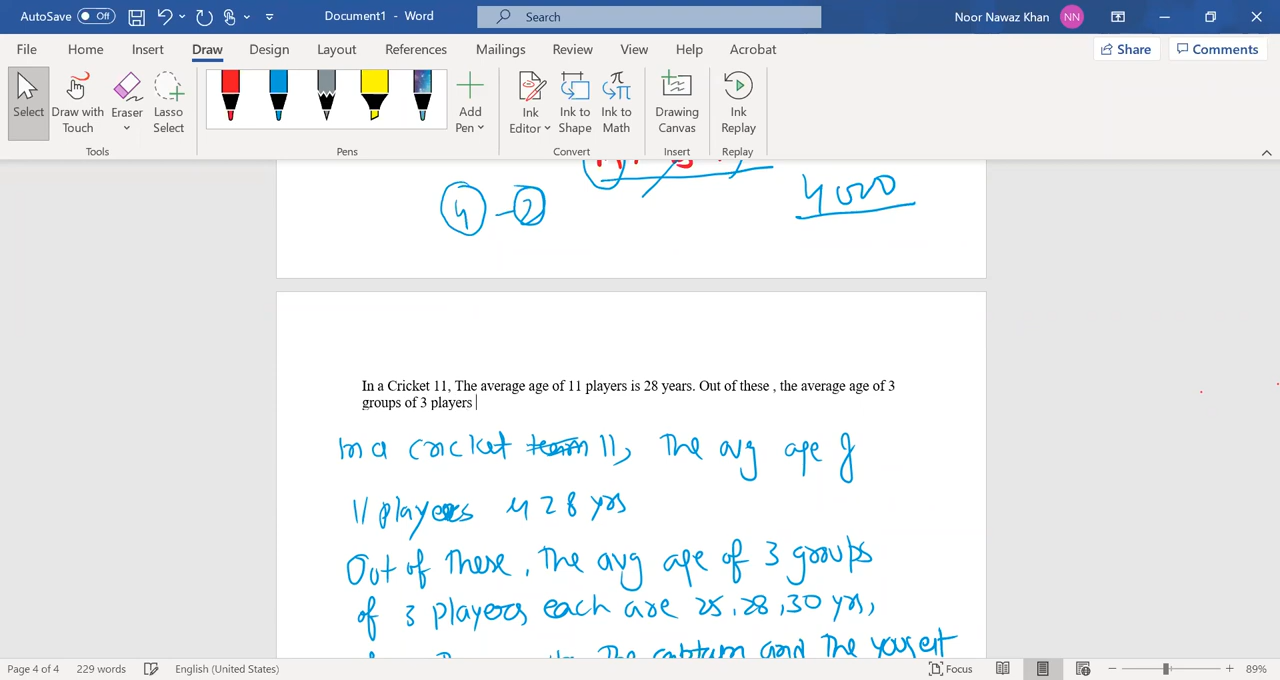 AutoSave Off Document1 - Word Search Noor Nawaz Khan NN
File Home Insert Draw Design Layout References Mailings Review View Help Acrobat Share Comments
Select Draw with Touch Eraser Lasso Select Add Pen Ink Editor Ink to Shape Ink to Math Drawing Canvas Ink Replay
Tools Pens Convert Insert Replay
4 - 2 4000
In a Cricket 11, The average age of 11 players is 28 years. Out of these , the average age of 3
groups of 3 players
In a cricket team 11, The avg age of
11 players 28 yrs
Out of These, The avg age of 3 groups
of 3 players each are 25, 28, 30 yrs,
The captain and The youngest
Page 4 of 4 229 words English (United States) Focus 89%